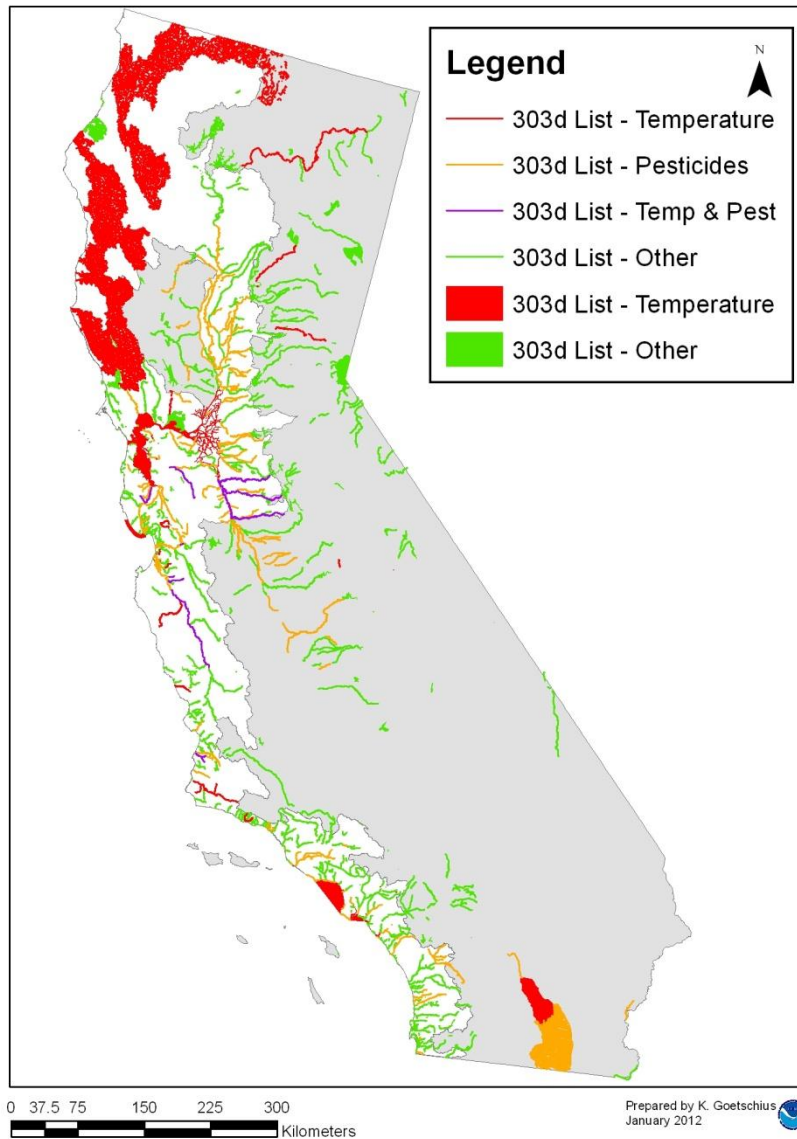 Legend
N
303d List - Temperature
303d List - Pesticides
303d List - Temp & Pest
303d List - Other
303d List - Temperature
303d List - Other
0 37.5 75 150 225 300
Kilometers
Prepared by K. Goetschius
January 2012